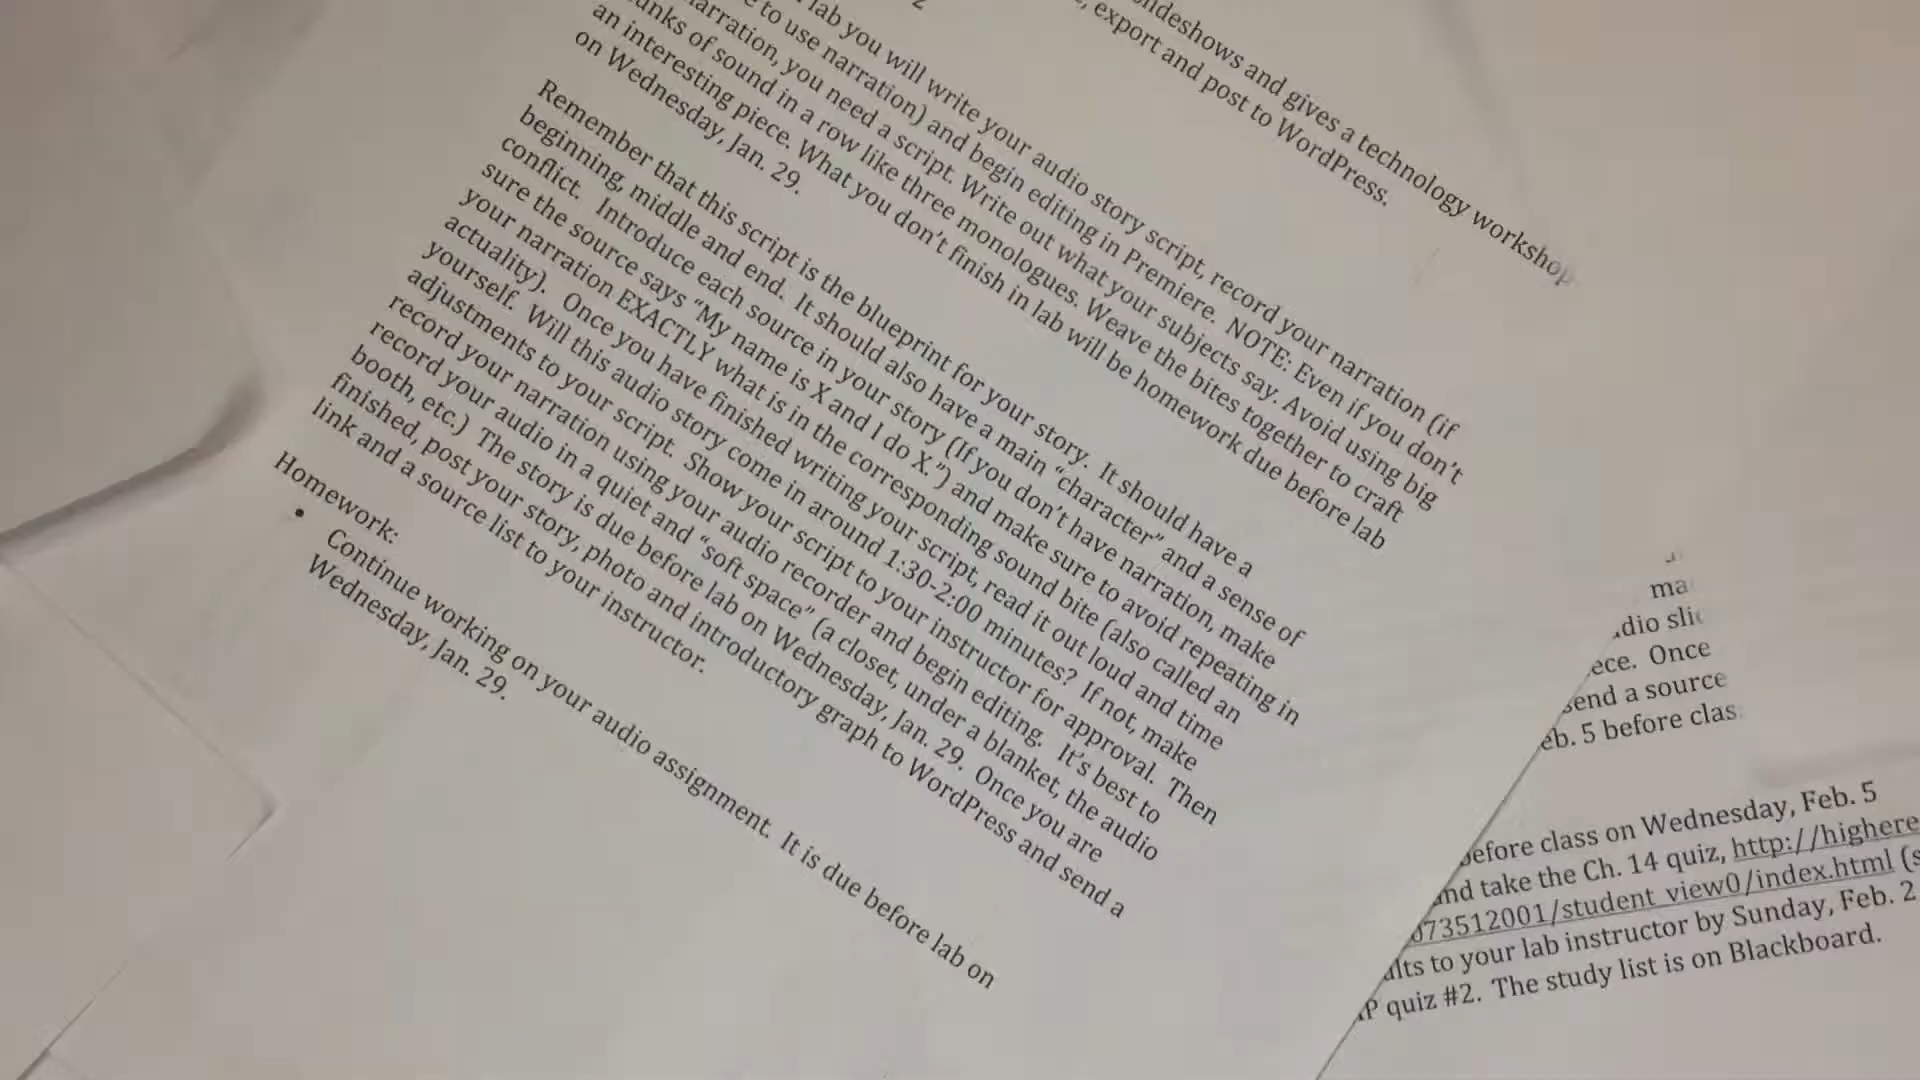 slideshows and gives a technology workshop
export and post to WordPress.
lab you will write your audio story script, record your narration (if
to use narration) and begin editing in Premiere. NOTE: Even if you don't
narration, you need a script. Write out what your subjects say. Avoid using big
of sound in a row like three monologues. Weave the bites together to craft
an interesting piece. What you don't finish in lab will be homework due before lab
on Wednesday, Jan. 29.
Remember that this script is the blueprint for your story. It should have a
beginning, middle and end. It should also have a main "character" and a sense of
conflict. Introduce each source in your story (If you don't have narration, make
sure the source says "My name is X and I do X.") and make sure to avoid repeating in
your narration EXACTLY what is in the corresponding sound bite (also called an
actuality). Once you have finished writing your script, read it out loud and time
yourself. Will this audio story come in around 1:30-2:00 minutes? If not, make
adjustments to your script. Show your script to your instructor for approval. Then
record your narration using your audio recorder and begin editing. It's best to
record your audio in a quiet and "soft space" (a closet, under a blanket, the audio
booth, etc.) The story is due before lab on Wednesday, Jan. 29. Once you are
finished, post your story, photo and introductory graph to WordPress and send a
link and a source list to your instructor.
Homework:
• Continue working on your audio assignment. It is due before lab on
Wednesday, Jan. 29.
ma
dio sli
ece. Once
send a source
eb. 5 before clas
before class on Wednesday, Feb. 5
and take the Ch. 14 quiz, http://highere
073512001/student_view0/index.html (s
ults to your lab instructor by Sunday, Feb. 2
AP quiz #2. The study list is on Blackboard.